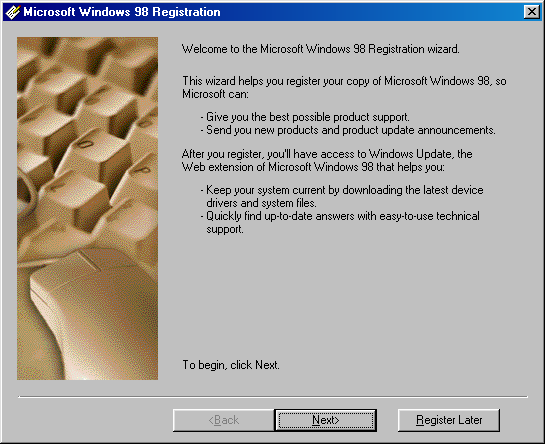 Microsoft Windows 98 Registration
Welcome to the Microsoft Windows 98 Registration wizard.
This wizard helps you register your copy of Microsoft Windows 98, so
Microsoft can:
- Give you the best possible product support.
- Send you new products and product update announcements.
After you register, you'll have access to Windows Update, the
Web extension of Microsoft Windows 98 that helps you:
- Keep your system current by downloading the latest device
drivers and system files.
- Quickly find up-to-date answers with easy-to-use technical
support.
To begin, click Next.
<Back Next> Register Later